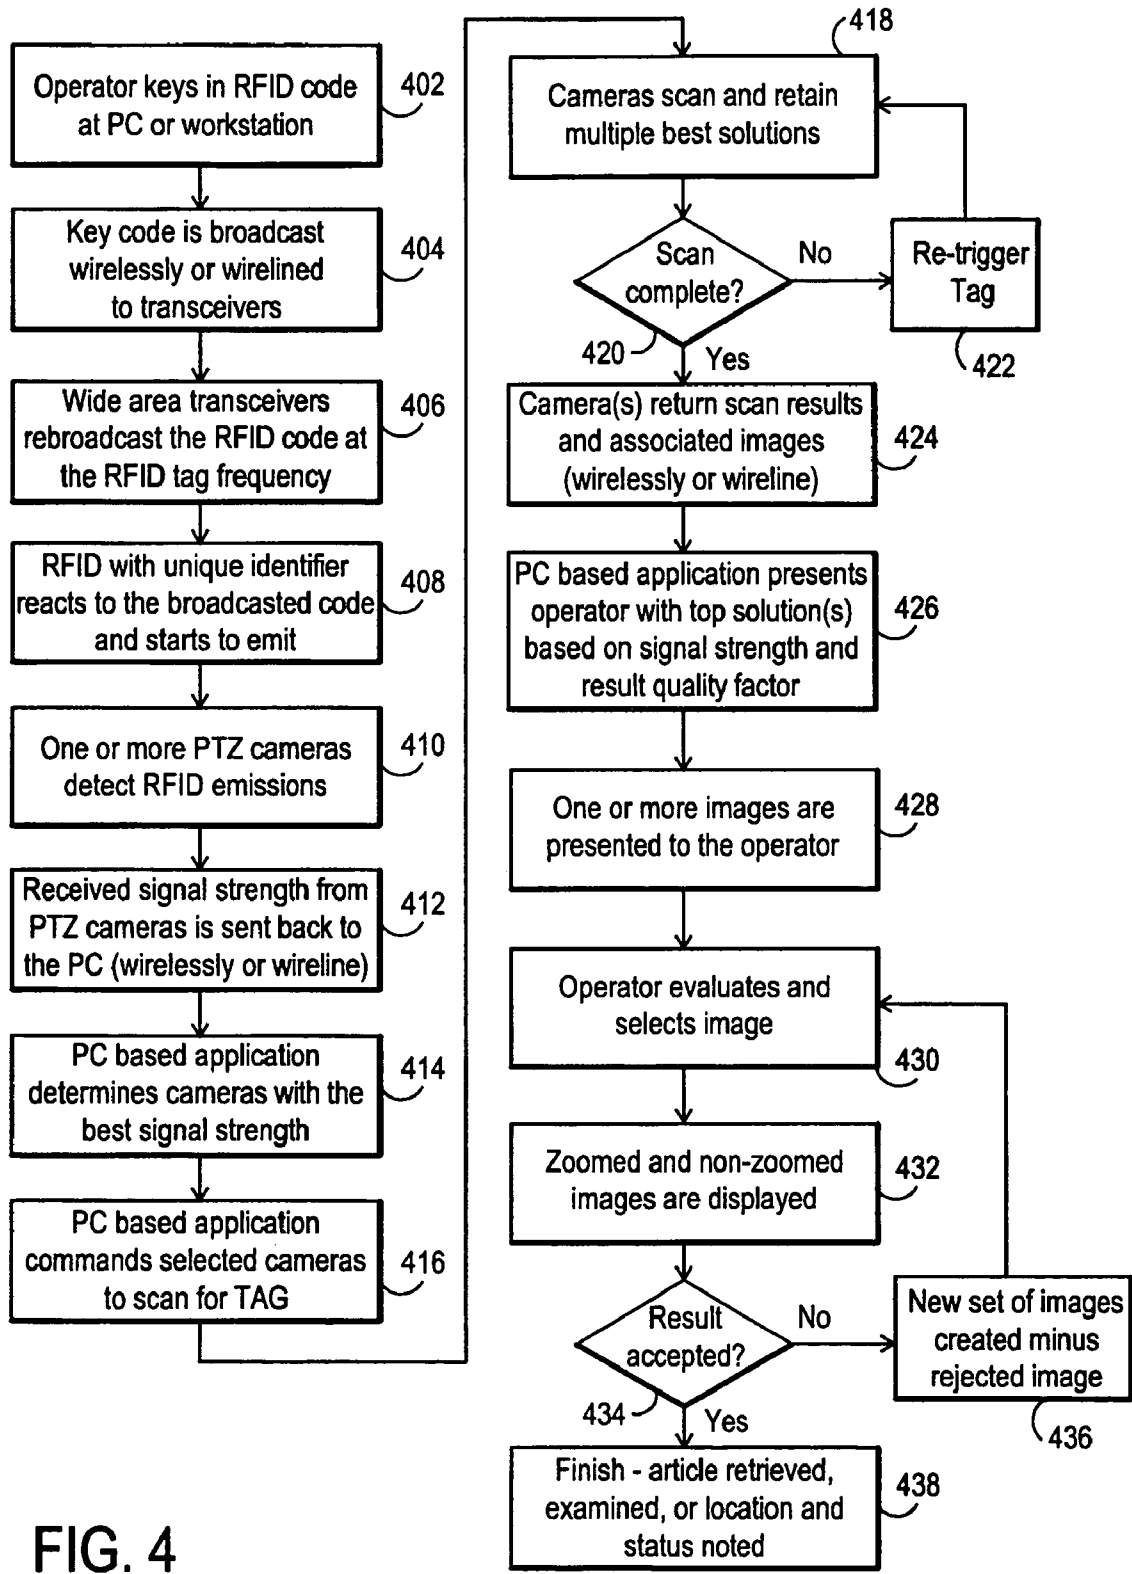 Operator keys in RFID code
at PC or workstation
402
Key code is broadcast
wirelessly or wirelined
to transceivers
404
Wide area transceivers
rebroadcast the RFID code at
the RFID tag frequency
406
RFID with unique identifier
reacts to the broadcasted code
and starts to emit
408
One or more PTZ cameras
detect RFID emissions
410
Received signal strength from
PTZ cameras is sent back to
the PC (wirelessly or wireline)
412
PC based application
determines cameras with the
best signal strength
414
PC based application
commands selected cameras
to scan for TAG
416
Cameras scan and retain
multiple best solutions
418
Scan
complete?
420
No
Re-trigger
Tag
422
Yes
Camera(s) return scan results
and associated images
(wirelessly or wireline)
424
PC based application presents
operator with top solution(s)
based on signal strength and
result quality factor
426
One or more images are
presented to the operator
428
Operator evaluates and
selects image
430
Zoomed and non-zoomed
images are displayed
432
Result
accepted?
434
No
New set of images
created minus
rejected image
436
Yes
Finish - article retrieved,
examined, or location and
status noted
438
FIG. 4